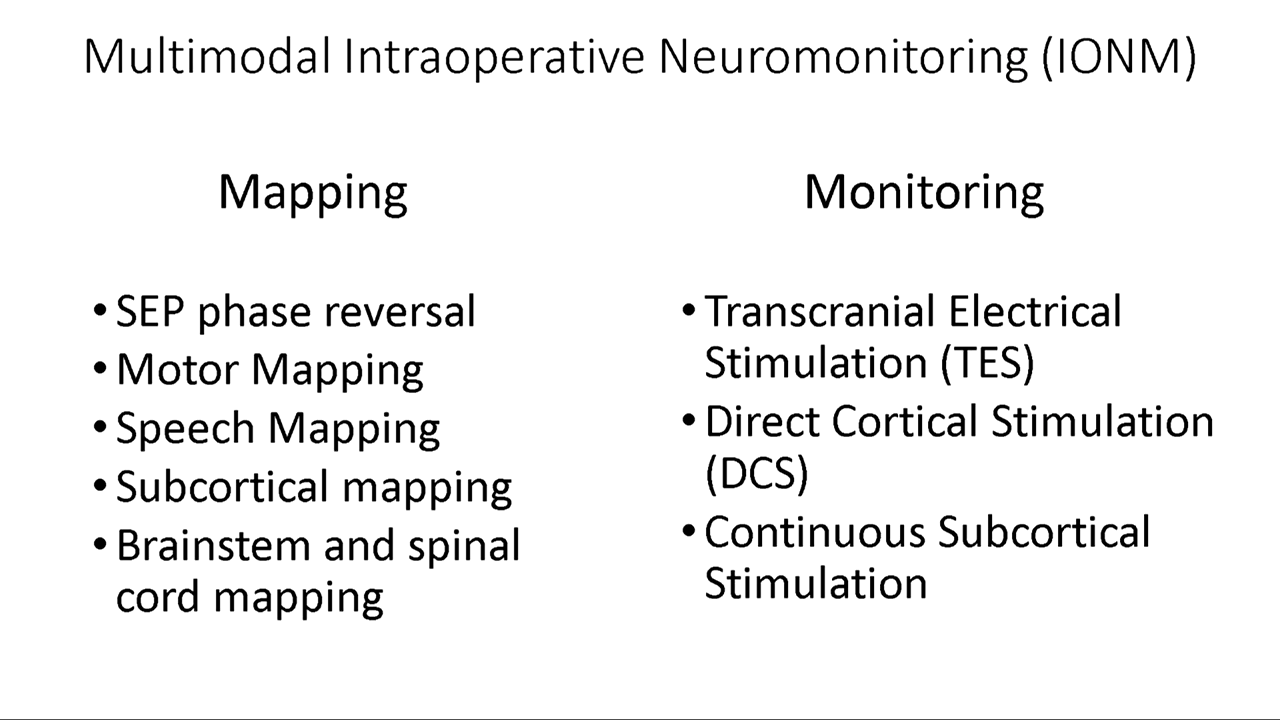 Multimodal Intraoperative Neuromonitoring (IONM)
Mapping
• SEP phase reversal
• Motor Mapping
• Speech Mapping
• Subcortical mapping
• Brainstem and spinal
cord mapping
Monitoring
• Transcranial Electrical
Stimulation (TES)
• Direct Cortical Stimulation
(DCS)
• Continuous Subcortical
Stimulation